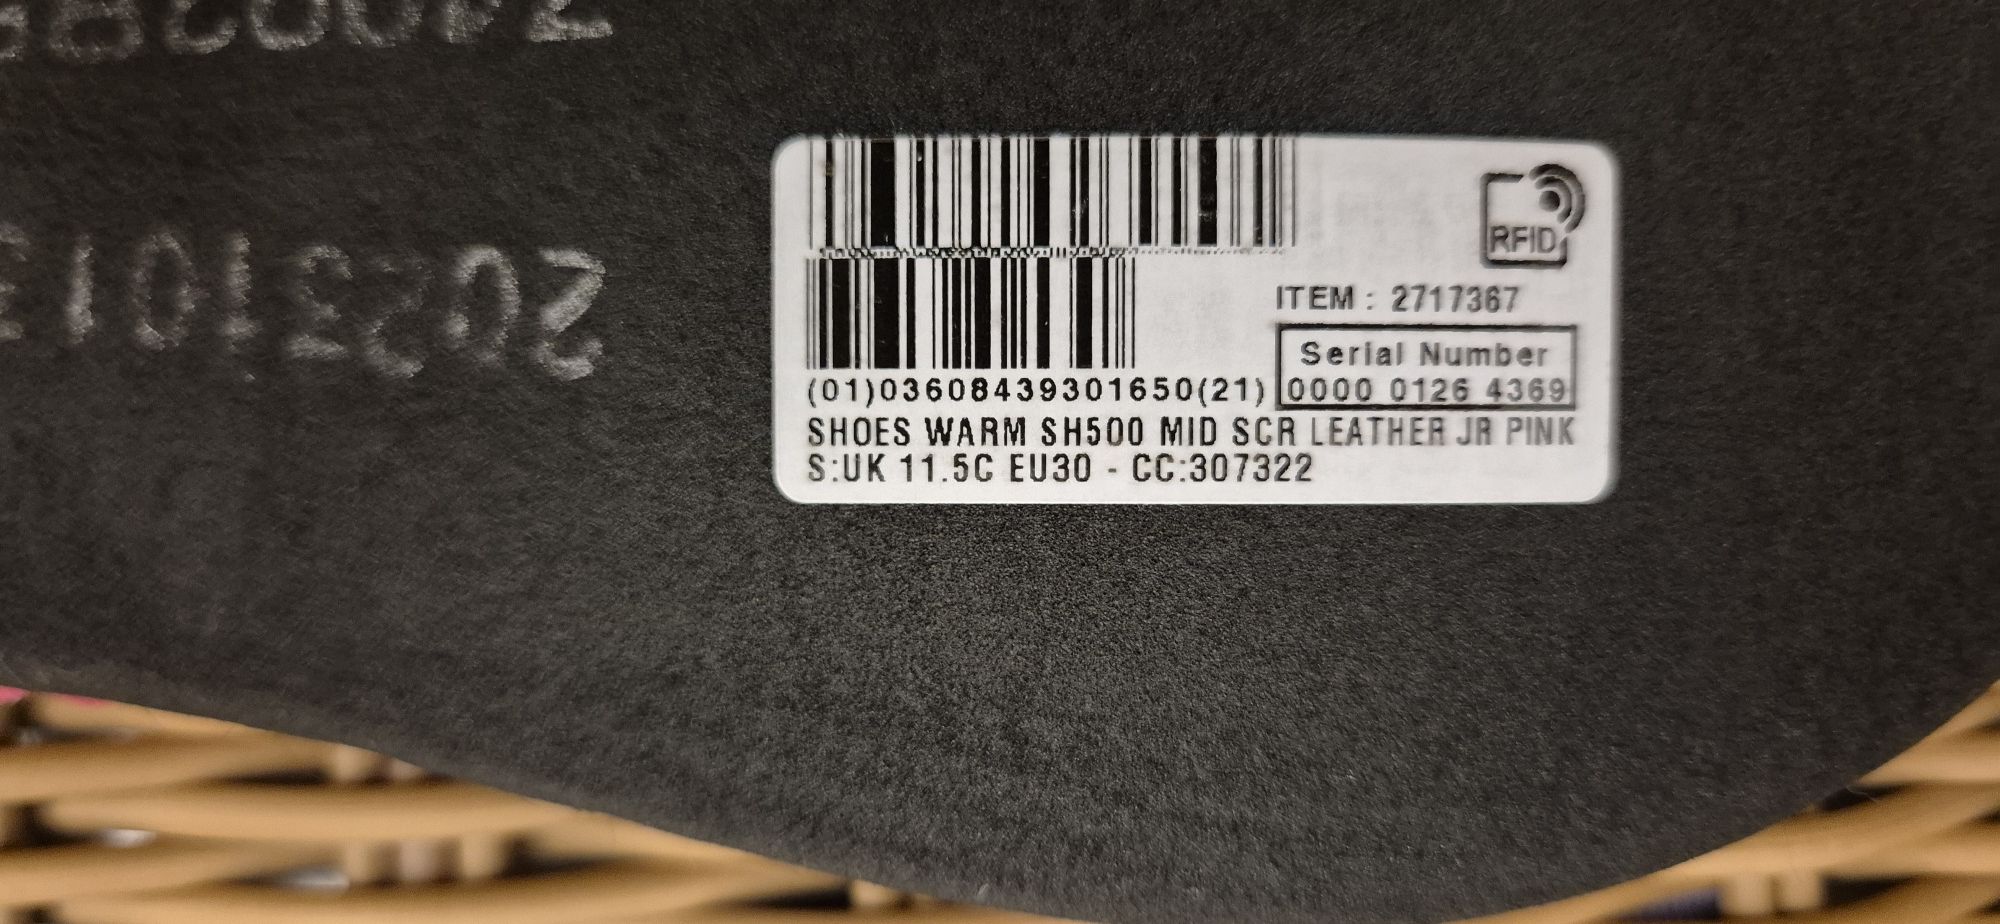 RFID
ITEM : 2717367
Serial Number
(01)03608439301650(21) 0000 0126 4369
SHOES WARM SH500 MID SCR LEATHER JR PINK
S:UK 11.5C EU30 - CC:307322